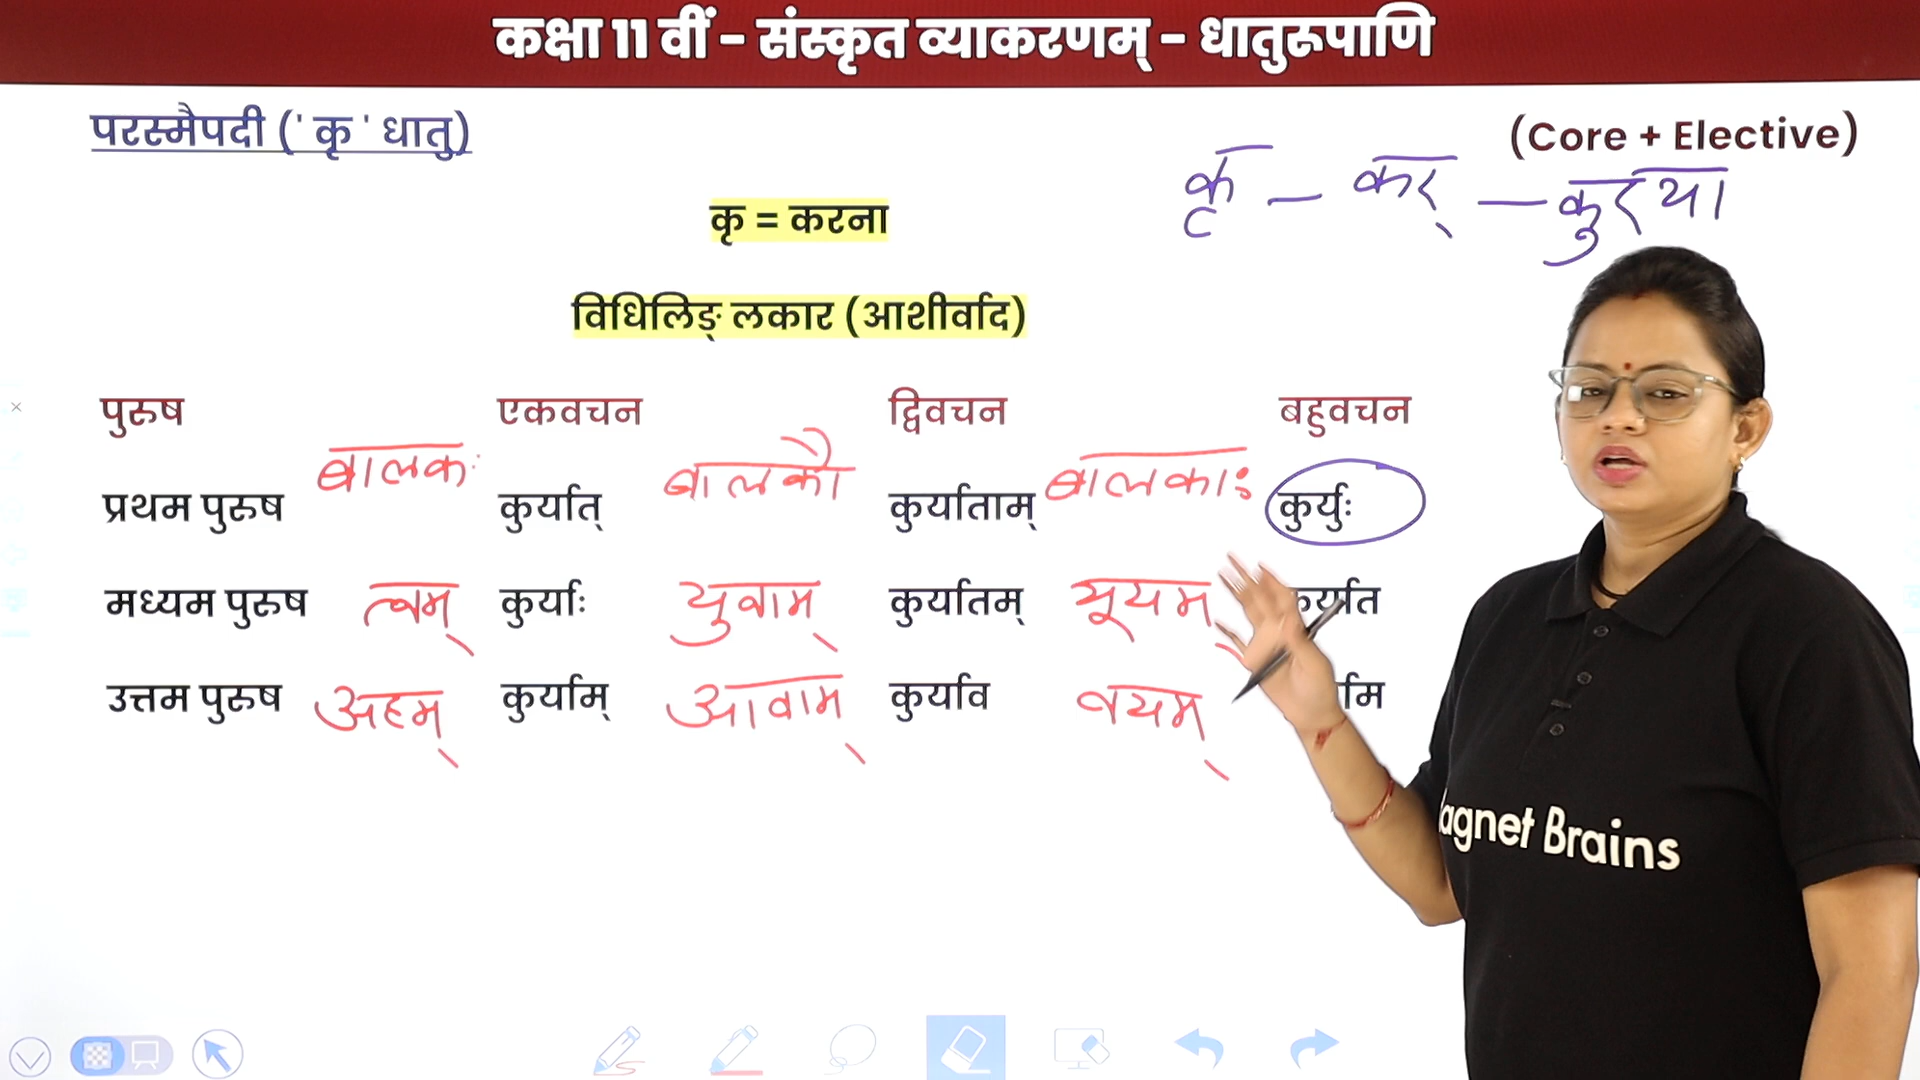 कक्षा 11 वीं - संस्कृत व्याकरणम् - धातुरूपाणि
परस्मैपदी (' कृ ' धातु)
(Core + Elective)
कृ - कर् - कुर् या
कृ = करना
विधिलिङ् लकार (आशीर्वाद)
पुरुष एकवचन द्विवचन बहुवचन
प्रथम पुरुष बालकः कुर्यात् बालकौ कुर्याताम् बालकाः कुर्युः
मध्यम पुरुष त्वम् कुर्याः युवाम् कुर्यातम् यूयम्
उत्तम पुरुष अहम् कुर्याम् आवाम् कुर्याव वयम्
agnet Brains